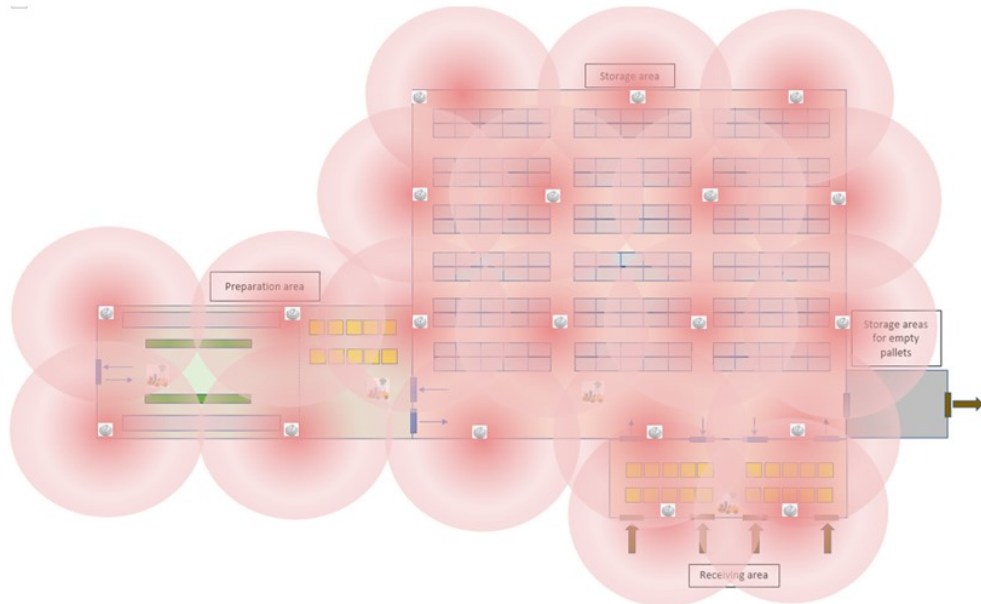 Storage area
Preparation area
Storage areas
for empty
pallets
Receiving area